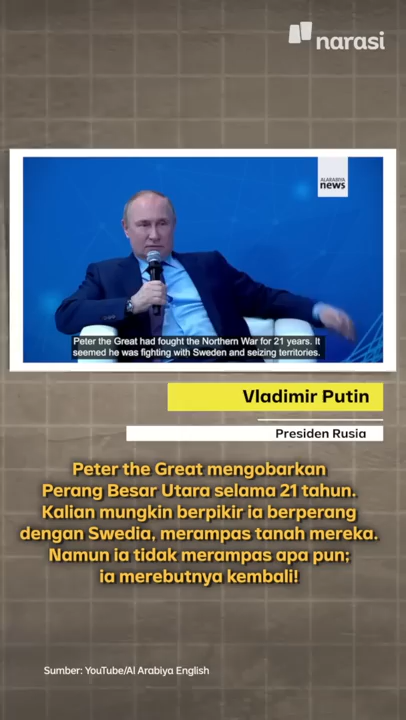 narasi
ALARABIYA
news
Peter the Great had fought the Northern War for 21 years. It
seemed he was fighting with Sweden and seizing territories.
Vladimir Putin
Presiden Rusia
Peter the Great mengobarkan
Perang Besar Utara selama 21 tahun.
Kalian mungkin berpikir ia berperang
dengan Swedia, merampas tanah mereka.
Namun ia tidak merampas apa pun;
ia merebutnya kembali!
Sumber: YouTube/Al Arabiya English